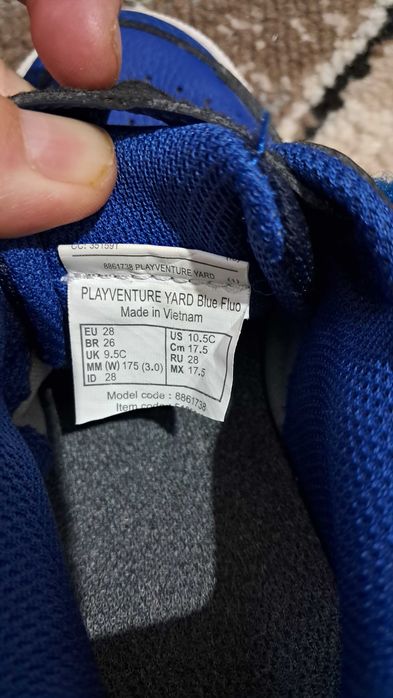 CC: 351591
8861738 PLAYVENTURE YARD
PLAYVENTURE YARD Blue Fluo
Made in Vietnam
EU 28
BR 26
UK 9.5C
MM (W) 175 (3.0)
ID 28
US 10.5C
Cm 17.5
RU 28
MX 17.5
Model code : 8861738
Item code